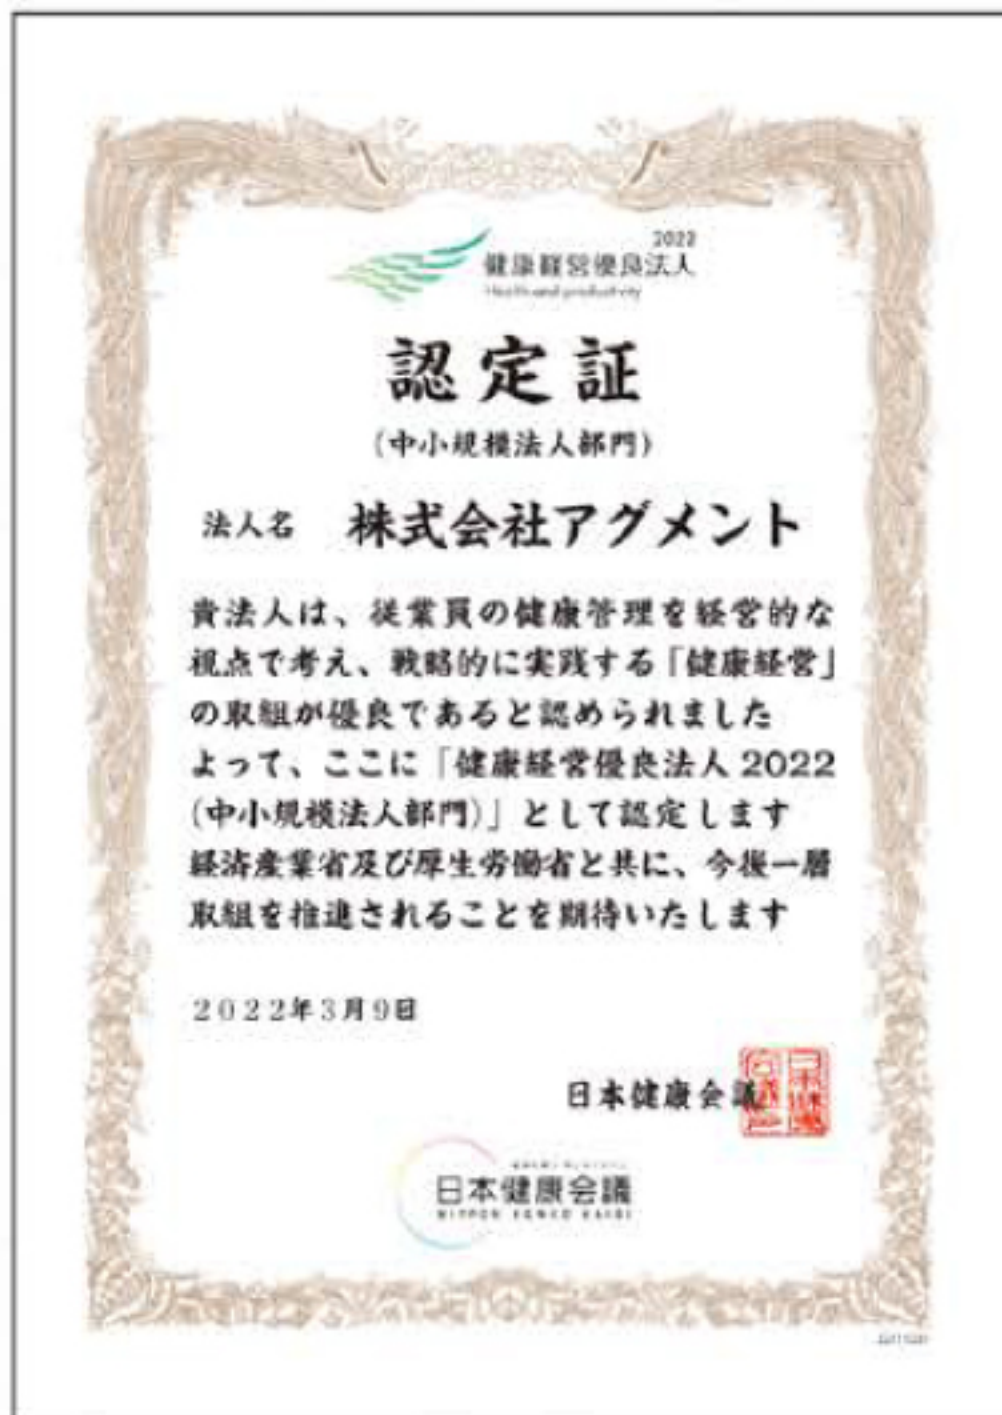 2022
健康経営優良法人
Health and productivity
認定証
(中小規模法人部門)
法人名 株式会社アグメント
貴法人は、従業員の健康管理を経営的な
視点で考え、戦略的に実践する「健康経営」
の取組が優良であると認められました
よって、ここに「健康経営優良法人2022
(中小規模法人部門)」として認定します
経済産業省及び厚生労働省と共に、今後一層
取組を推進されることを期待いたします
2022年3月9日
日本健康会議
日本健康会議
NIPPON KENKO KAIGI